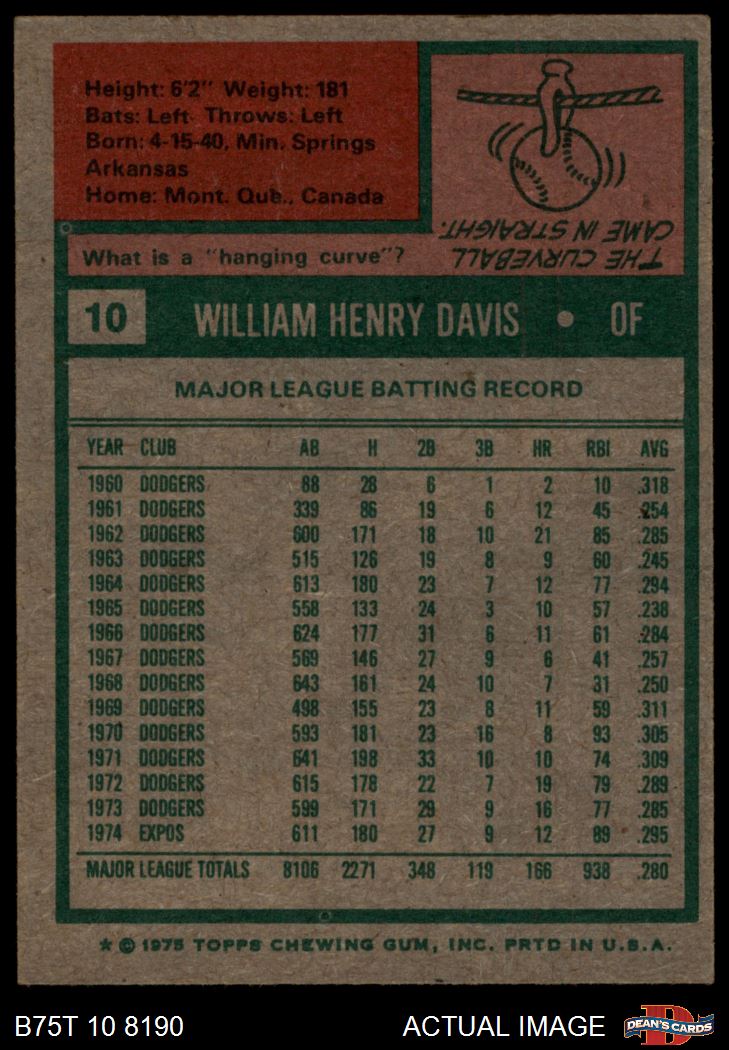 Height: 6'2" Weight: 181
Bats: Left Throws: Left
Born: 4-15-40, Min. Springs
Arkansas
Home: Mont. Que., Canada
What is a "hanging curve"?
THE CURVEBALL
CAME IN STRAIGHT.
10 WILLIAM HENRY DAVIS • OF
MAJOR LEAGUE BATTING RECORD
YEAR CLUB AB H 2B 3B HR RBI AVG
1960 DODGERS 88 28 6 1 2 10 .318
1961 DODGERS 339 86 19 6 12 45 .254
1962 DODGERS 600 171 18 10 21 85 .285
1963 DODGERS 515 126 19 8 9 60 .245
1964 DODGERS 613 180 23 7 12 77 .294
1965 DODGERS 558 133 24 3 10 57 .238
1966 DODGERS 624 177 31 6 11 61 .284
1967 DODGERS 569 146 27 9 6 41 .257
1968 DODGERS 643 161 24 10 7 31 .250
1969 DODGERS 498 155 23 8 11 59 .311
1970 DODGERS 593 181 23 16 8 93 .305
1971 DODGERS 641 198 33 10 10 74 .309
1972 DODGERS 615 178 22 7 19 79 .289
1973 DODGERS 599 171 29 9 16 77 .285
1974 EXPOS 611 180 27 9 12 89 .295
MAJOR LEAGUE TOTALS 8106 2271 348 119 166 938 .280
* © 1975 TOPPS CHEWING GUM, INC. PRTD IN U.S.A.
B75T 10 8190 ACTUAL IMAGE
DEAN'S CARDS